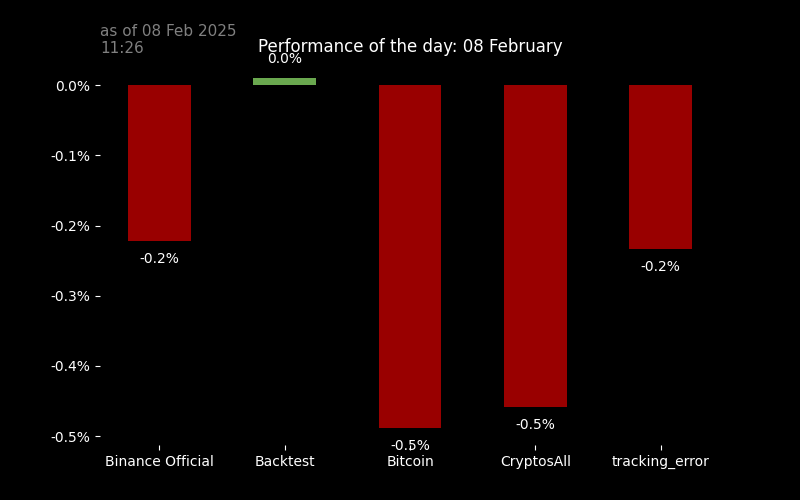 as of 08 Feb 2025
11:26
Performance of the day: 08 February
0.0%
0.0%
-0.1%
-0.2%
-0.2%
-0.2%
-0.3%
-0.4%
-0.5%
-0.5%
-0.5%
Binance Official
Backtest
Bitcoin
CryptosAll
tracking_error